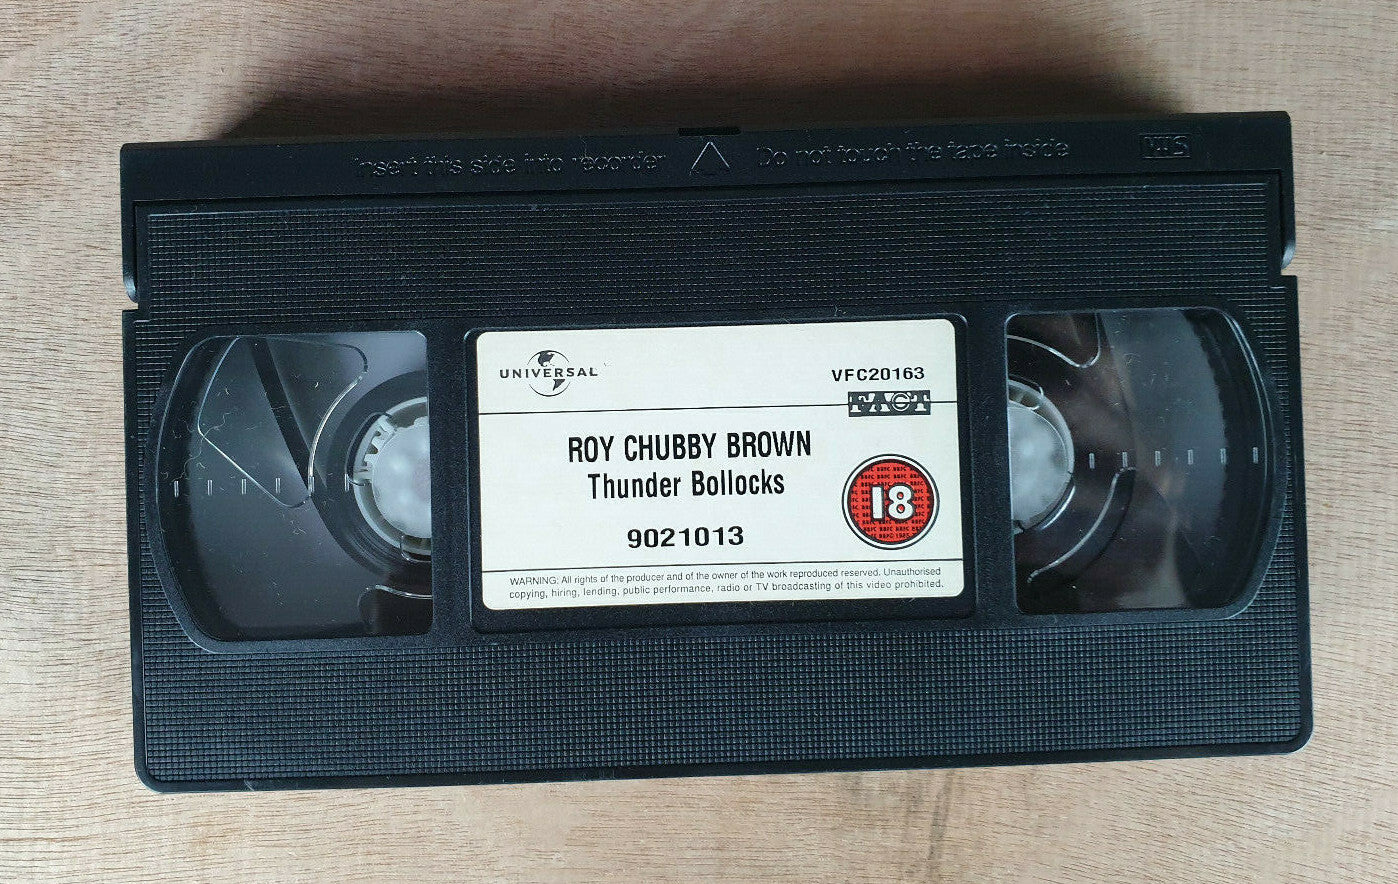 Insert this side into recorder
Do not touch the tape inside
VHS
UNIVERSAL
VFC20163
FACT
ROY CHUBBY BROWN
Thunder Bollocks
18
9021013
WARNING: All rights of the producer and of the owner of the work reproduced reserved. Unauthorised
copying, hiring, lending, public performance, radio or TV broadcasting of this video prohibited.